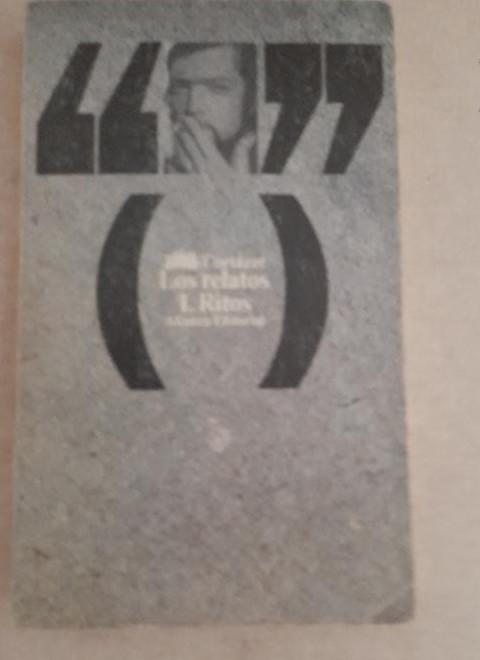 “ ”
( )
Cortázar
Los relatos
1. Ritos
Alianza Editorial